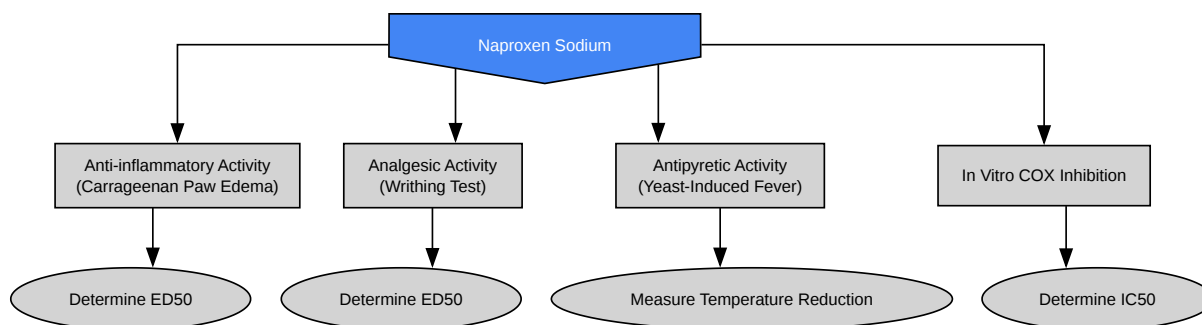 Naproxen Sodium
Anti-inflammatory Activity
(Carrageenan Paw Edema)
Analgesic Activity
(Writhing Test)
Antipyretic Activity
(Yeast-Induced Fever)
In Vitro COX Inhibition
Determine ED50
Determine ED50
Measure Temperature Reduction
Determine IC50